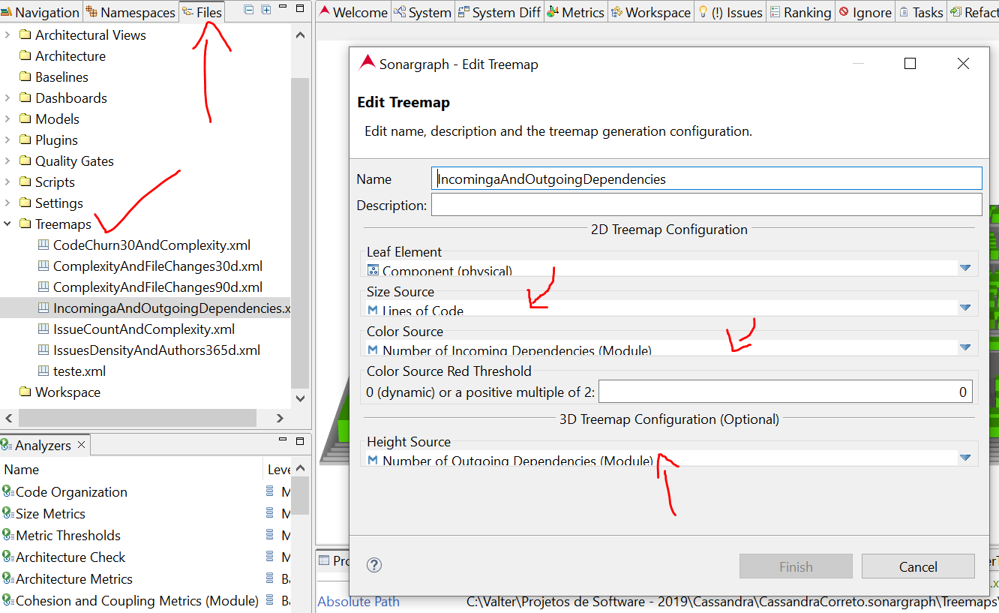 Navigation Namespaces Files
Architectural Views
Architecture
Baselines
Dashboards
Models
Plugins
Quality Gates
Scripts
Settings
Treemaps
CodeChurn30AndComplexity.xml
ComplexityAndFileChanges30d.xml
ComplexityAndFileChanges90d.xml
IncomingaAndOutgoingDependencies.x
IssueCountAndComplexity.xml
IssuesDensityAndAuthors365d.xml
teste.xml
Workspace
Analyzers
Name Leve
Code Organization M
Size Metrics M
Metric Thresholds M
Architecture Check M
Architecture Metrics Ba
Cohesion and Coupling Metrics (Module) Ba
Welcome System System Diff Metrics Workspace (!) Issues Ranking Ignore Tasks Refact
Sonargraph - Edit Treemap
Edit Treemap
Edit name, description and the treemap generation configuration.
Name IncomingaAndOutgoingDependencies
Description:
2D Treemap Configuration
Leaf Element
Component (physical)
Size Source
Lines of Code
Color Source
Number of Incoming Dependencies (Module)
Color Source Red Threshold
0 (dynamic) or a positive multiple of 2: 0
3D Treemap Configuration (Optional)
Height Source
Number of Outgoing Dependencies (Module)
Finish Cancel
Pro
Absolute Path C:\Valter\Projetos de Software - 2019\Cassandra\CassandraCorreto.sonargraph\Treemaps\